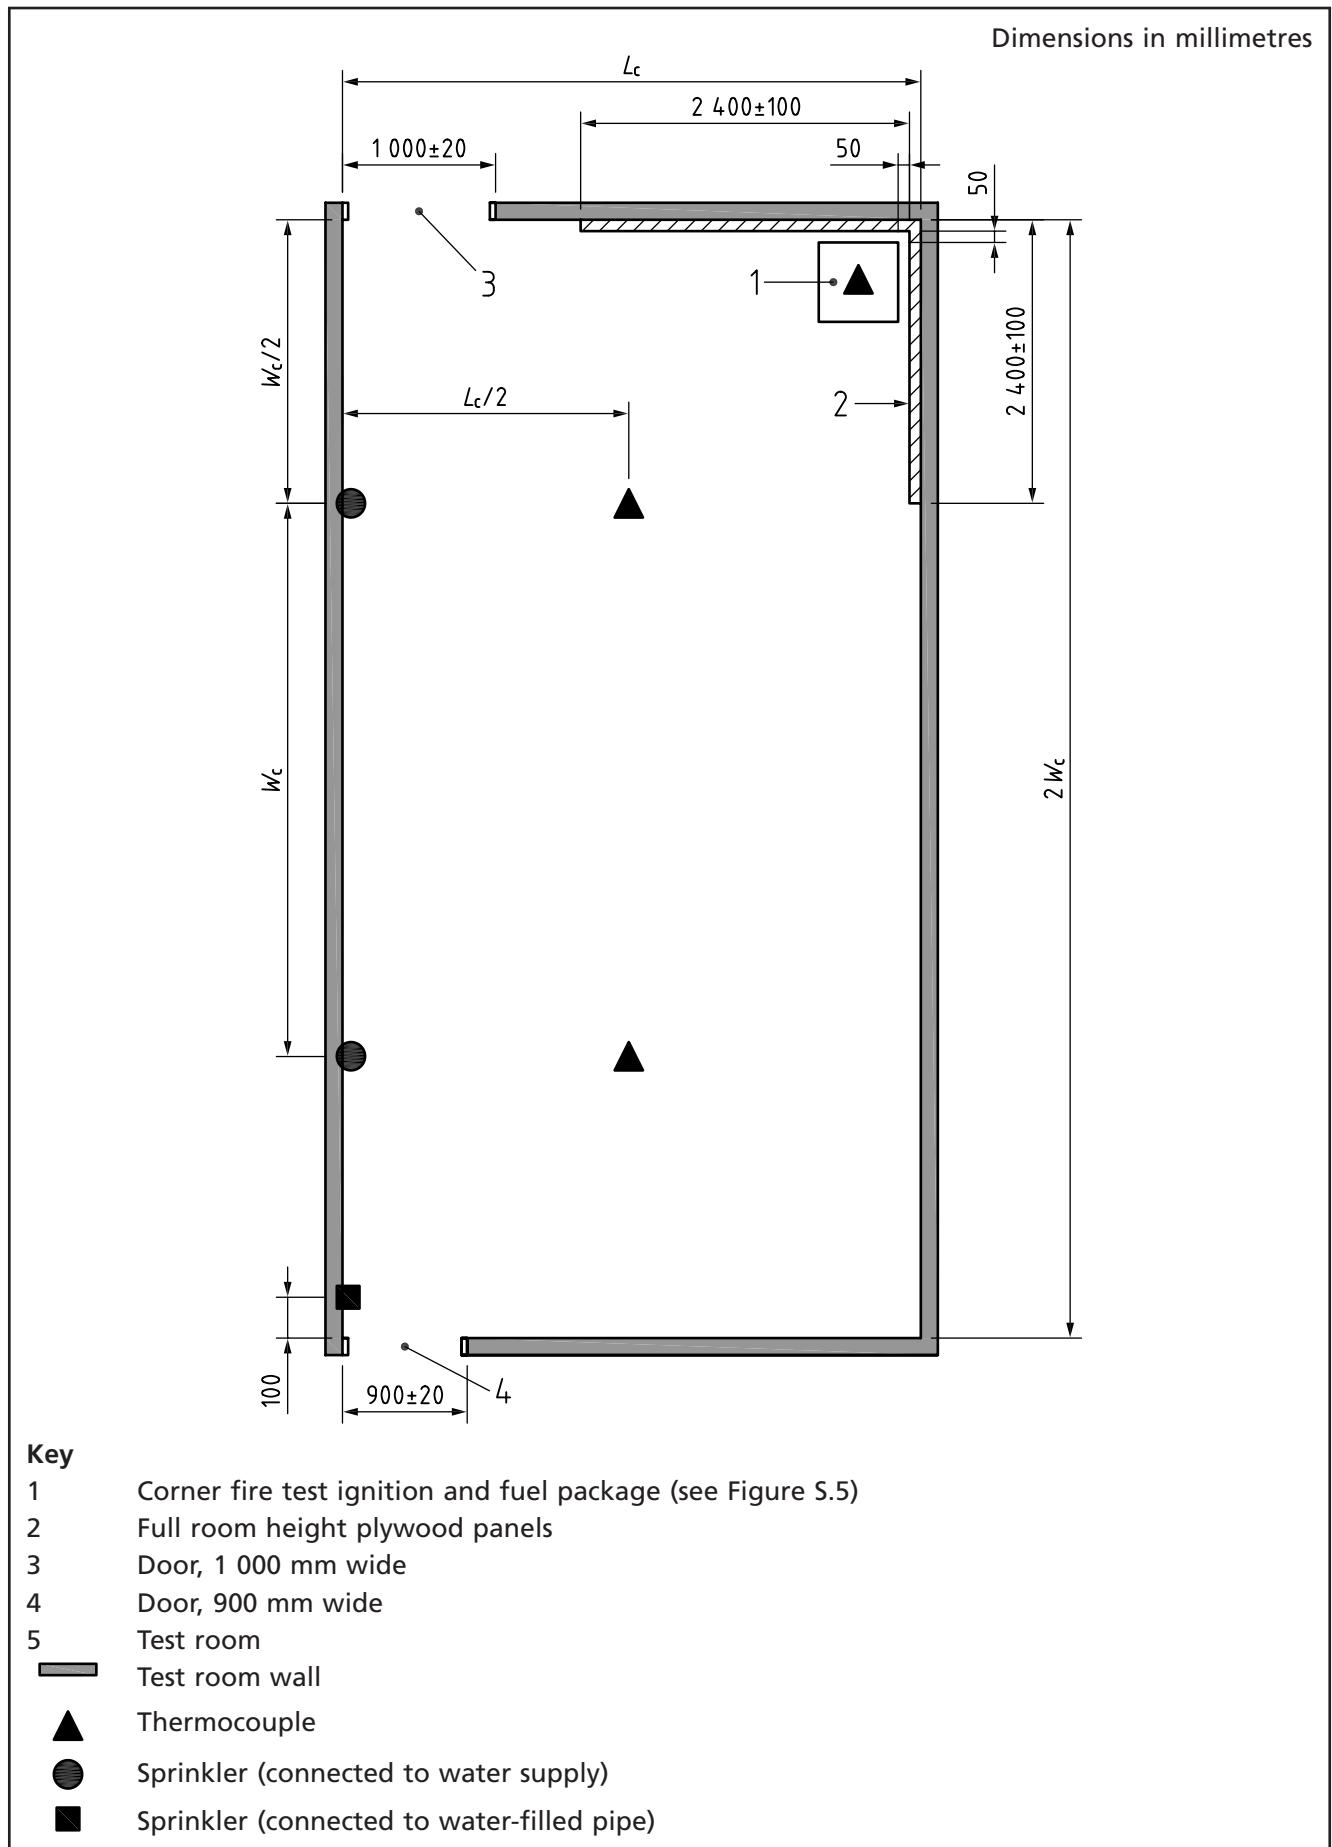 Dimensions in millimetres
Lc
2 400±100
1 000±20
50
50
3
1
Wc/2
2 400±100
Lc/2
2
Wc
2 Wc
100
900±20
4
Key
1 Corner fire test ignition and fuel package (see Figure S.5)
2 Full room height plywood panels
3 Door, 1 000 mm wide
4 Door, 900 mm wide
5 Test room
Test room wall
Thermocouple
Sprinkler (connected to water supply)
Sprinkler (connected to water-filled pipe)